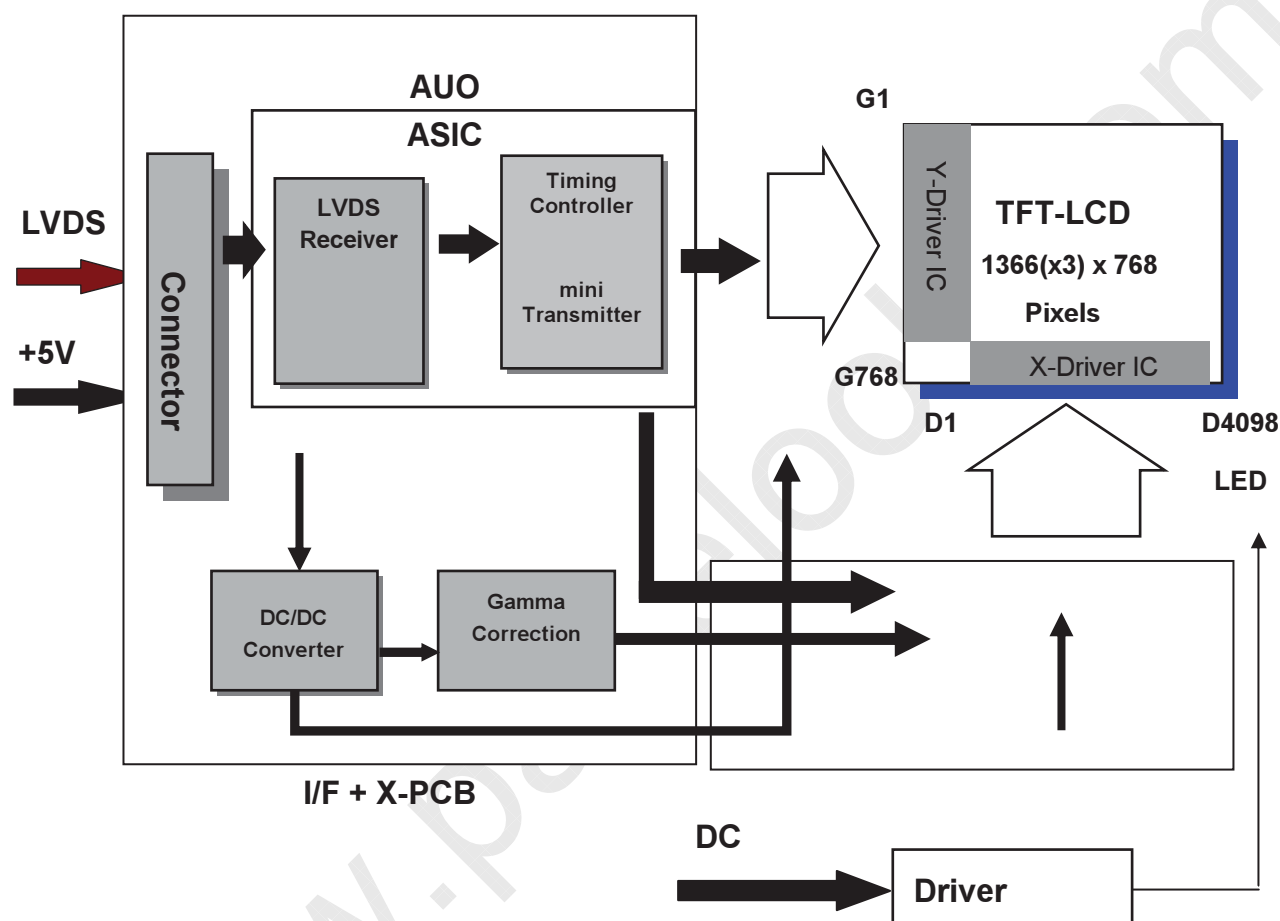 AUO
ASIC
G1
LVDS
+5V
Connector
LVDS
Receiver
Timing
Controller
mini
Transmitter
Y-Driver IC
TFT-LCD
1366(x3) x 768
Pixels
X-Driver IC
G768
D1
D4098
LED
DC/DC
Converter
Gamma
Correction
I/F + X-PCB
DC
Driver